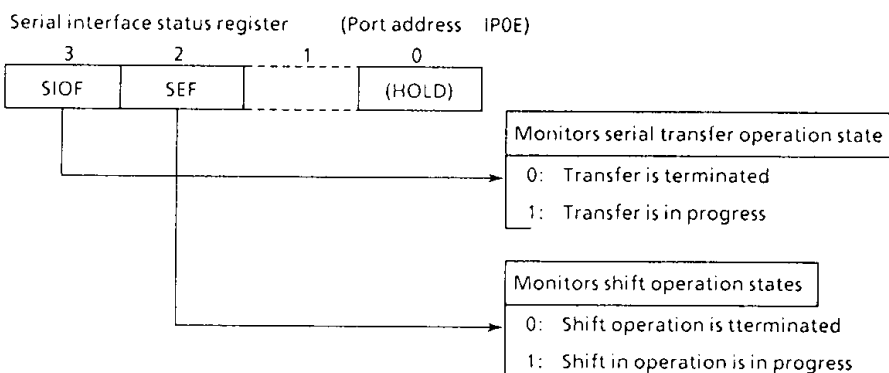 Serial interface status register (Port address IP0E)
3 2 1 0
SIOF SEF (HOLD)
Monitors serial transfer operation state
0: Transfer is terminated
1: Transfer is in progress
Monitors shift operation states
0: Shift operation is tterminated
1: Shift in operation is in progress